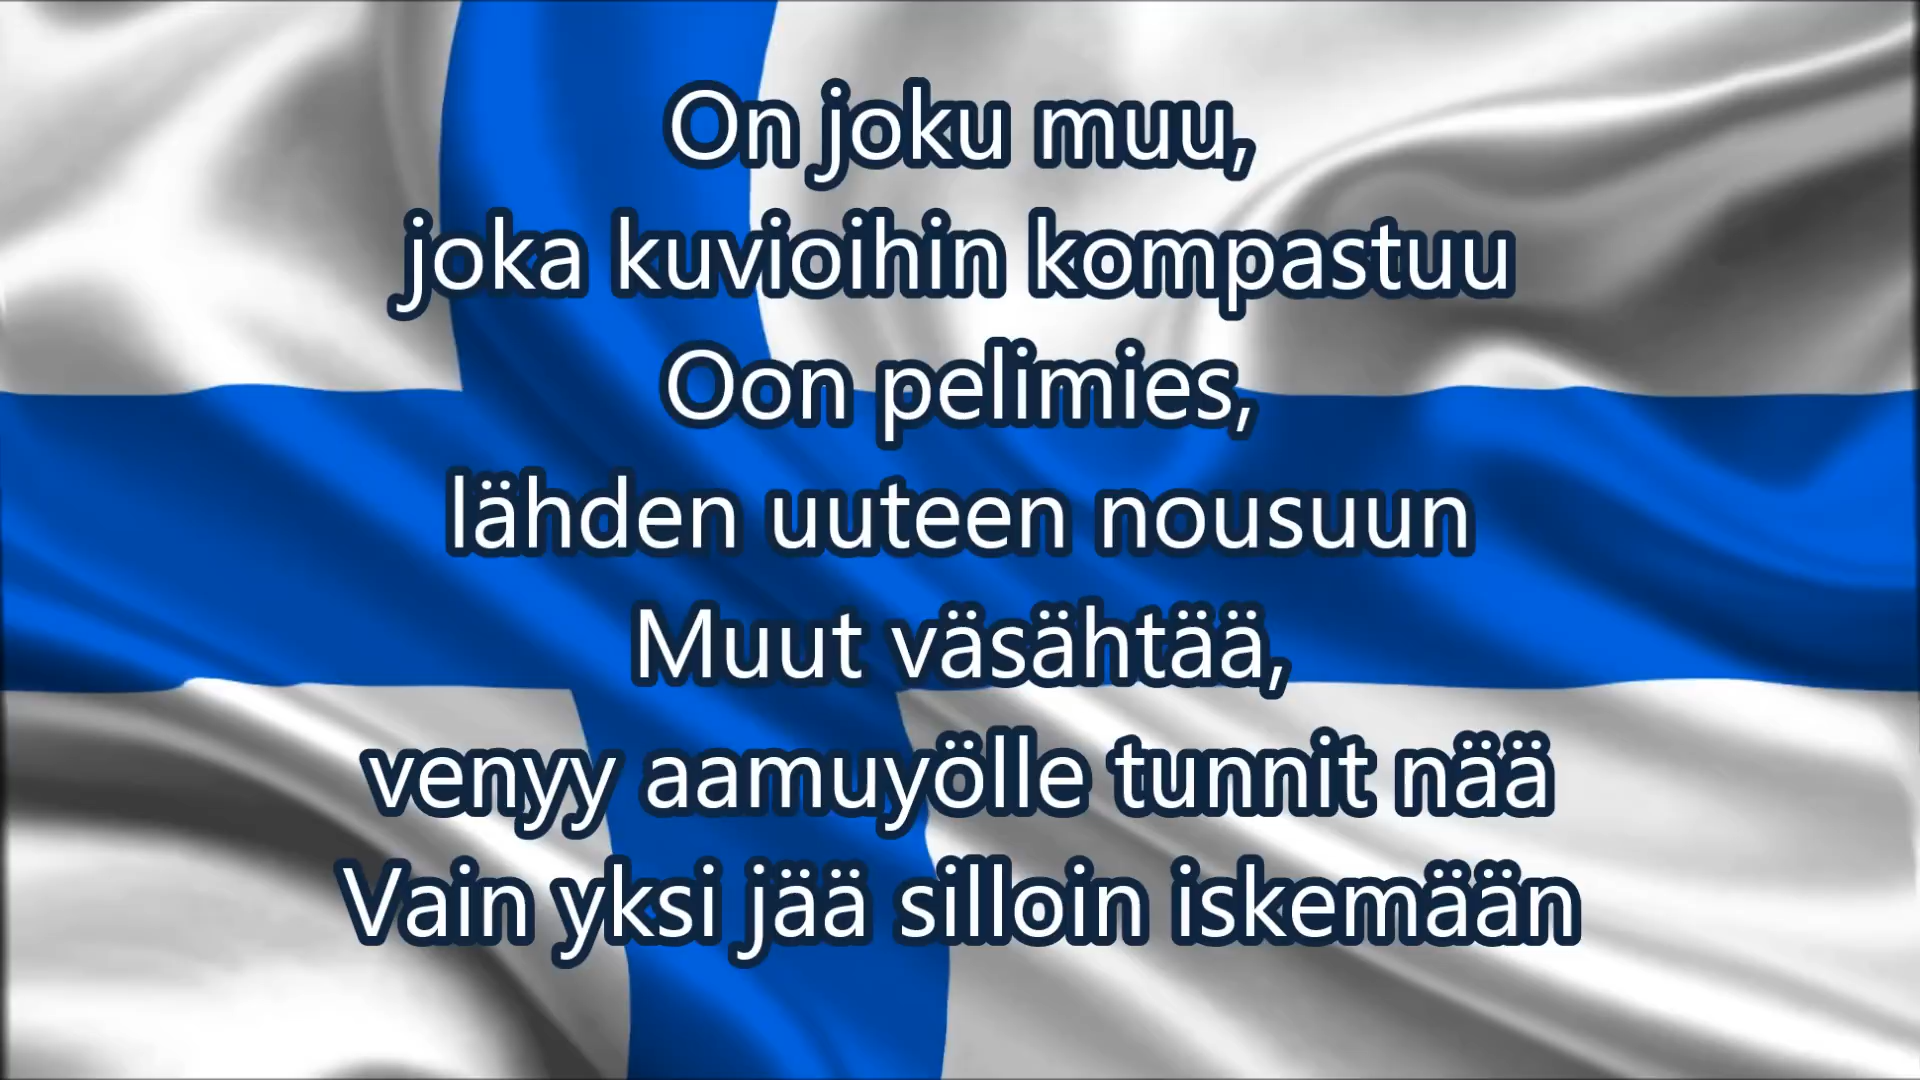 On joku muu,
joka kuvioihin kompastuu
Oon pelimies,
lähden uuteen nousuun
Muut väsähtää,
venyy aamuyölle tunnit nää
Vain yksi jää silloin iskemään